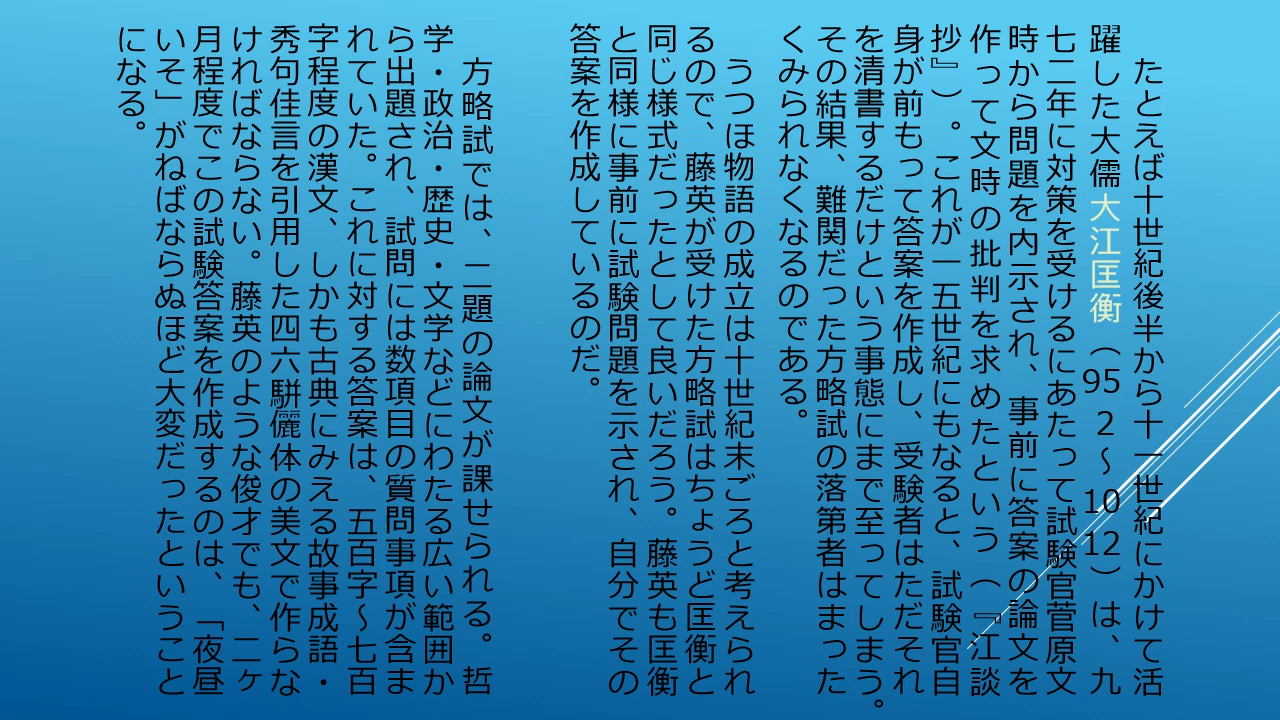 たとえば十世紀後半から十一世紀にかけて活
躍した大儒大江匡衡（952～1012）は、九
七二年に対策を受けるにあたって試験官菅原文
時から問題を内示され、事前に答案の論文を
作って文時の批判を求めたという（『江談
抄』）。これが一五世紀にもなると、試験官自
身が前もって答案を作成し、受験者はただそれ
を清書するだけという事態にまで至ってしまう。
その結果、難関だった方略試の落第者はまった
くみられなくなるのである。
うつほ物語の成立は十世紀末ごろと考えられ
るので、藤英が受けた方略試はちょうど匡衡と
同じ様式だったとして良いだろう。藤英も匡衡
と同様に事前に試験問題を示され、自分でその
答案を作成しているのだ。
方略試では、二題の論文が課せられる。哲
学・政治・歴史・文学などにわたる広い範囲か
ら出題され、試問には数項目の質問事項が含ま
れていた。これに対する答案は、五百字～七百
字程度の漢文、しかも古典にみえる故事成語・
秀句佳言を引用した四六駢儷体の美文で作らな
ければならない。藤英のような俊才でも、二ヶ
月程度でこの試験答案を作成するのは、「夜昼
いそ」がねばならぬほど大変だったということ
になる。